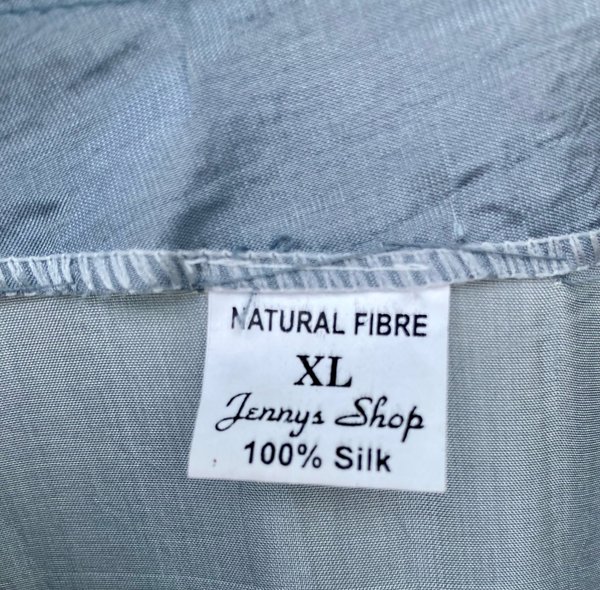 NATURAL FIBRE
XL
Jennys Shop
100% Silk